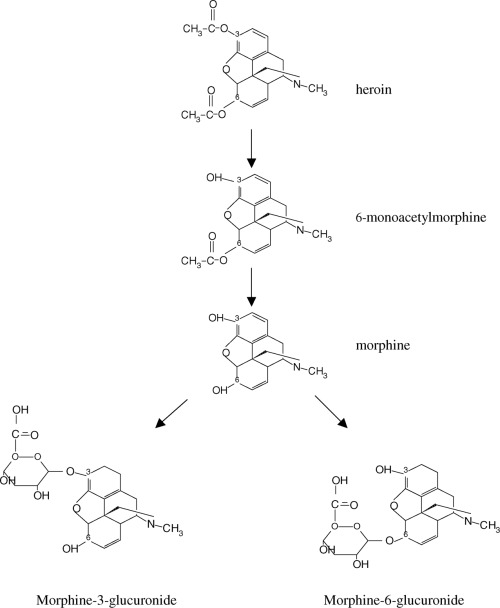 O
CH3-C-O 3
O
N
CH3
O
CH3-C-O 6
heroin
OH 3
O
N
CH3
O
CH3-C-O 6
6-monoacetylmorphine
OH 3
O
N
CH3
OH 6
morphine
OH
C=O
O-O
O 3
OH
OH
O
N-CH3
OH 6
OH
C=O
O-O
OH
OH
O 6
OH 3
O
N
CH3
Morphine-3-glucuronide
Morphine-6-glucuronide